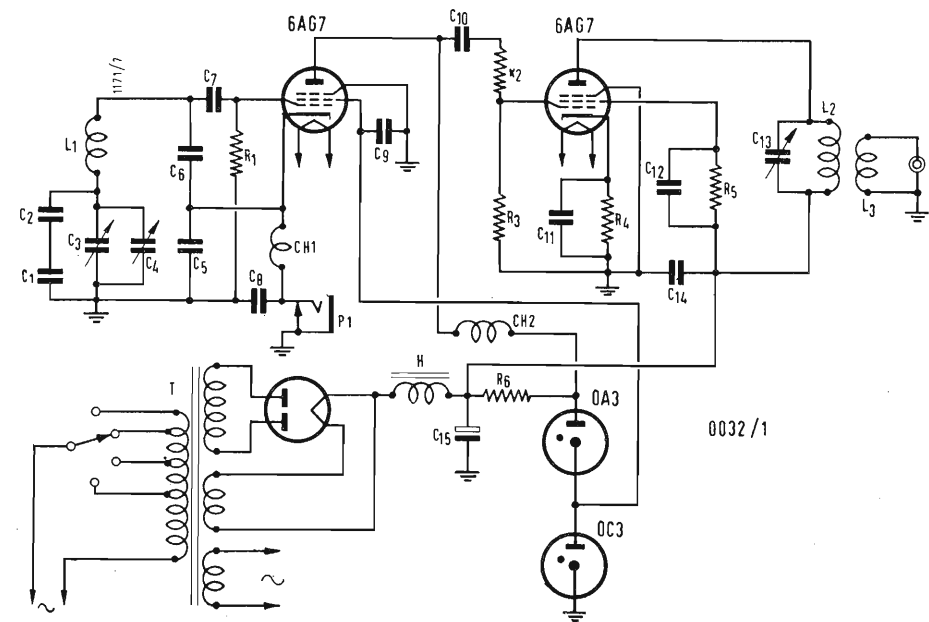 6AG7
C10
6AG7
1171/7
C7
R2
L2
L1
C6
R1
C9
C13
C12
R5
C2
C3
C4
C5
CH1
R3
C11
R4
L3
C1
C8
C14
P1
CH2
T
H
R6
0A3
C15
0032/1
0C3
~
~